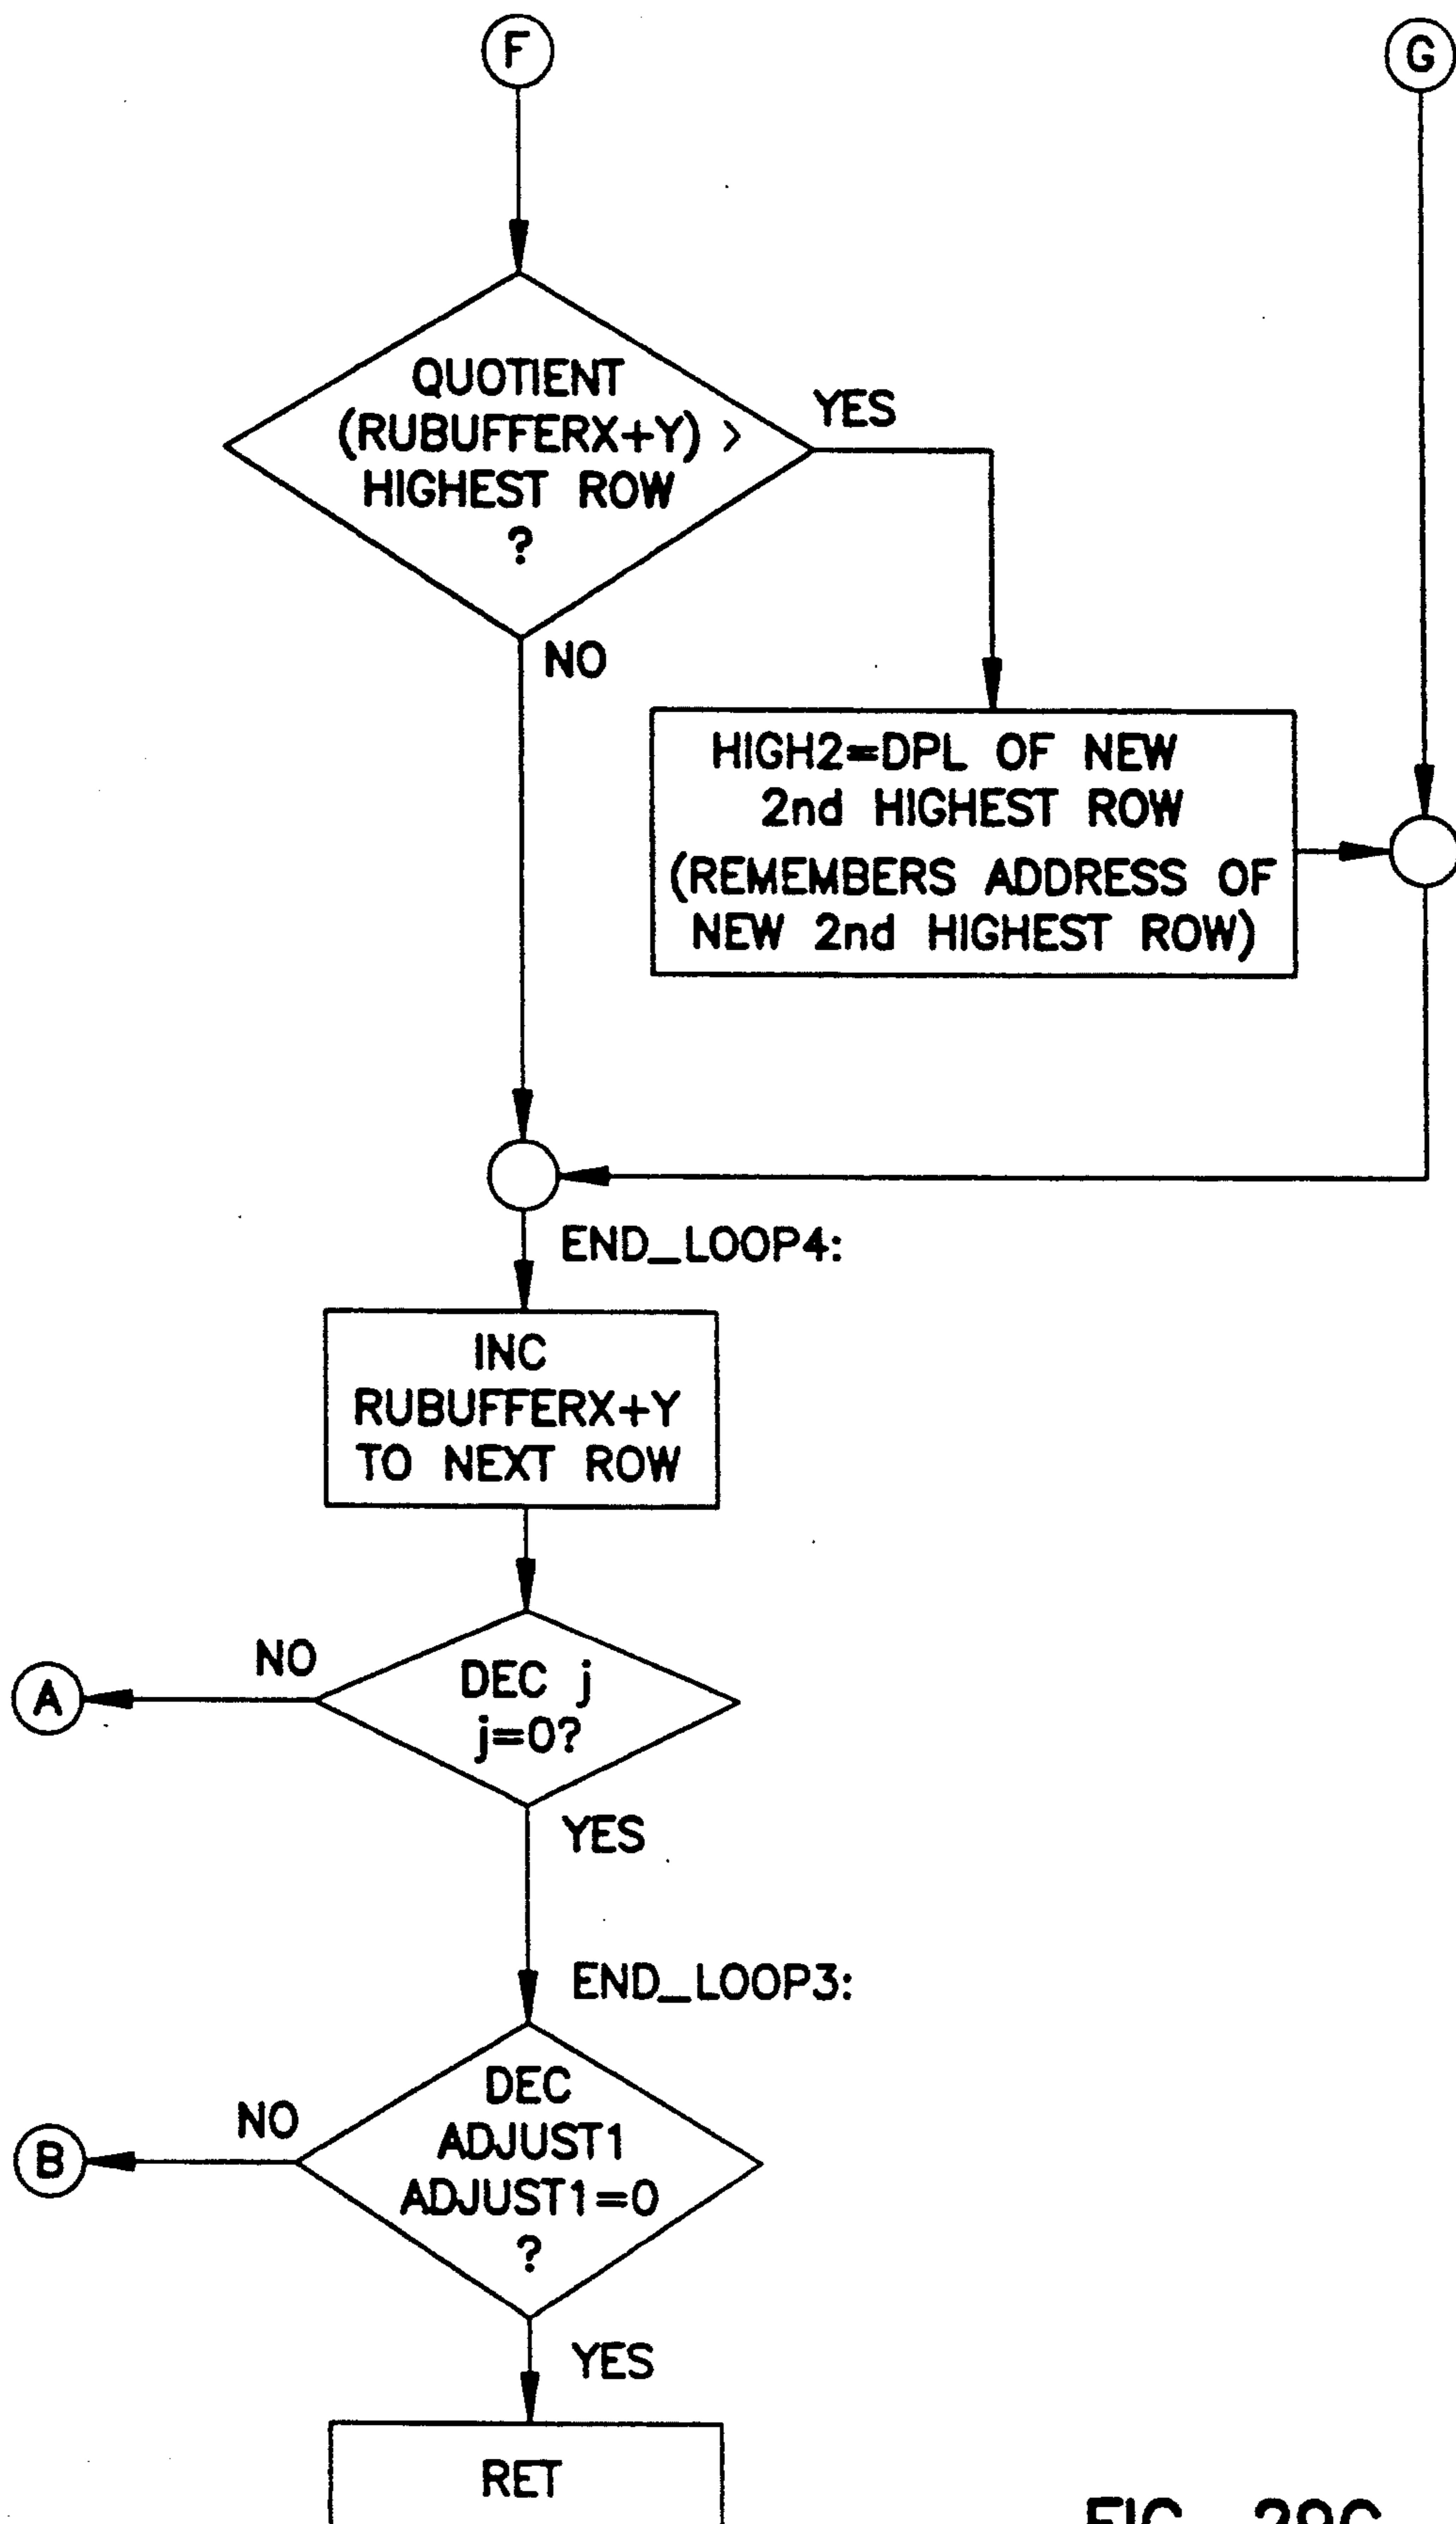 F
G
QUOTIENT
(RUBUFFERX+Y) >
HIGHEST ROW
?
YES
NO
HIGH2=DPL OF NEW
2nd HIGHEST ROW
(REMEMBERS ADDRESS OF
NEW 2nd HIGHEST ROW)
END_LOOP4:
INC
RUBUFFERX+Y
TO NEXT ROW
NO
A
DEC j
j=0?
YES
END_LOOP3:
NO
B
DEC
ADJUST1
ADJUST1=0
?
YES
RET